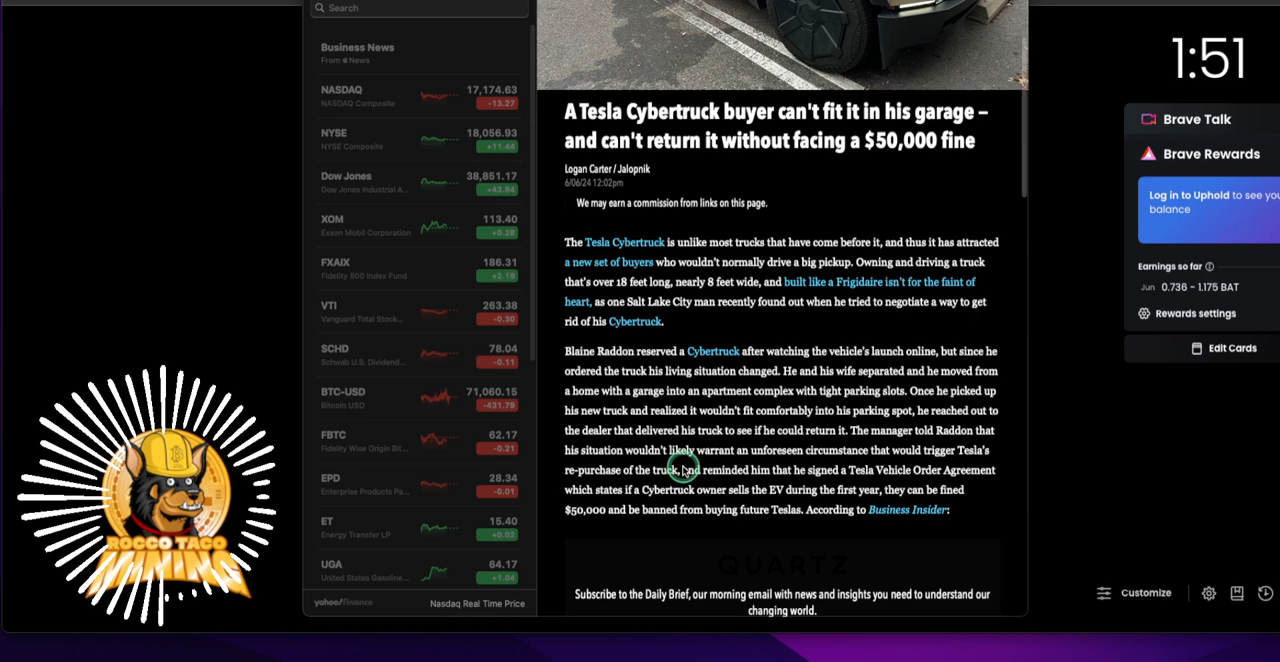 Search
Business News
From News
NASDAQ 17,174.63
NASDAQ Composite -13.27
NYSE 18,056.93
NYSE Composite +11.44
Dow Jones 38,851.17
Dow Jones Industrial A... +43.84
XOM 113.40
Exxon Mobil Corporation +0.28
FXAIX 186.31
Fidelity 500 Index Fund +2.19
VTI 263.38
Vanguard Total Stock... -0.30
SCHD 78.04
Schwab U.S. Dividend... -0.11
BTC-USD 71,060.15
Bitcoin USD -431.79
FBTC 62.17
Fidelity Wise Origin Bit... -0.21
EPD 28.34
Enterprise Products Pa... -0.01
ET 15.40
Energy Transfer LP +0.02
UGA 64.17
United States Gasoline... +1.04
yahoo!finance Nasdaq Real Time Price
A Tesla Cybertruck buyer can't fit it in his garage –
and can't return it without facing a $50,000 fine
Logan Carter / Jalopnik
6/06/24 12:02pm
We may earn a commission from links on this page.
The Tesla Cybertruck is unlike most trucks that have come before it, and thus it has attracted
a new set of buyers who wouldn't normally drive a big pickup. Owning and driving a truck
that's over 18 feet long, nearly 8 feet wide, and built like a Frigidaire isn't for the faint of
heart, as one Salt Lake City man recently found out when he tried to negotiate a way to get
rid of his Cybertruck.
Blaine Raddon reserved a Cybertruck after watching the vehicle's launch online, but since he
ordered the truck his living situation changed. He and his wife separated and he moved from
a home with a garage into an apartment complex with tight parking slots. Once he picked up
his new truck and realized it wouldn't fit comfortably into his parking spot, he reached out to
the dealer that delivered his truck to see if he could return it. The manager told Raddon that
his situation wouldn't likely warrant an unforeseen circumstance that would trigger Tesla's
re-purchase of the truck, and reminded him that he signed a Tesla Vehicle Order Agreement
which states if a Cybertruck owner sells the EV during the first year, they can be fined
$50,000 and be banned from buying future Teslas. According to Business Insider:
QUARTZ
Subscribe to the Daily Brief, our morning email with news and insights you need to understand our
changing world.
1:51
Brave Talk
Brave Rewards
Log in to Uphold to see you
balance
Earnings so far
Jun 0.736 - 1.175 BAT
Rewards settings
Edit Cards
Customize
ROCCO TACO
MINING